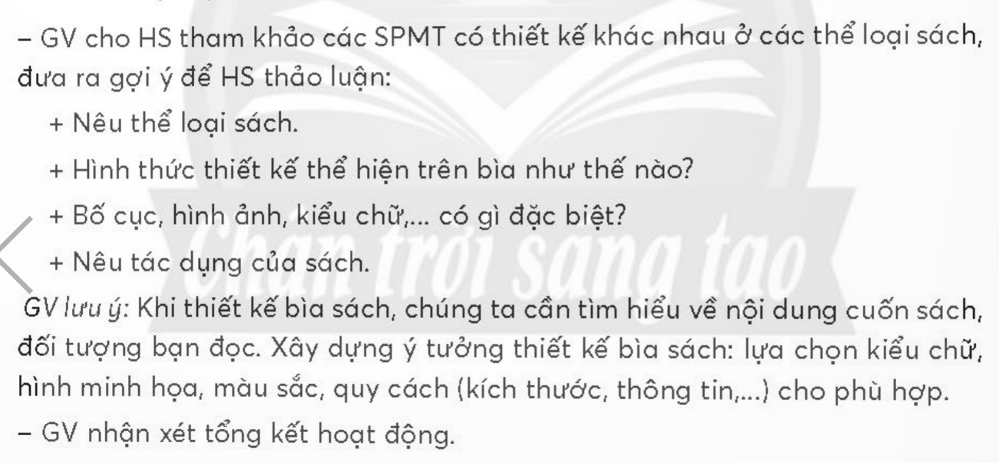 – GV cho HS tham khảo các SPMT có thiết kế khác nhau ở các thể loại sách,
đưa ra gợi ý để HS thảo luận:
+ Nêu thể loại sách.
+ Hình thức thiết kế thể hiện trên bìa như thế nào?
+ Bố cục, hình ảnh, kiểu chữ,... có gì đặc biệt?
+ Nêu tác dụng của sách.
GV lưu ý: Khi thiết kế bìa sách, chúng ta cần tìm hiểu về nội dung cuốn sách,
đối tượng bạn đọc. Xây dựng ý tưởng thiết kế bìa sách: lựa chọn kiểu chữ,
hình minh họa, màu sắc, quy cách (kích thước, thông tin,...) cho phù hợp.
– GV nhận xét tổng kết hoạt động.
Chân trời sáng tạo